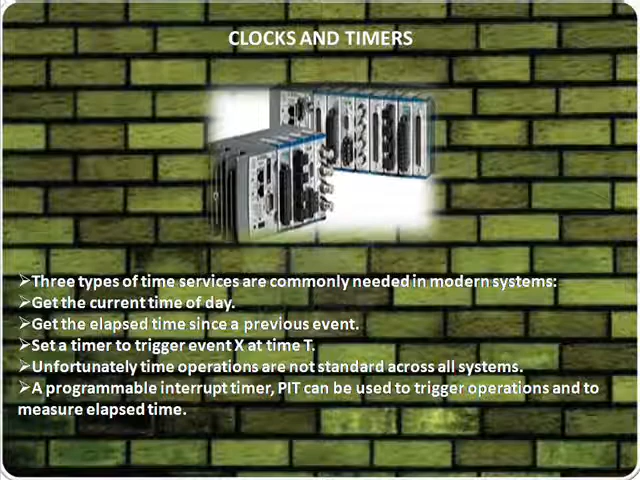 CLOCKS AND TIMERS
➢Three types of time services are commonly needed in modern systems:
➢Get the current time of day.
➢Get the elapsed time since a previous event.
➢Set a timer to trigger event X at time T.
➢Unfortunately time operations are not standard across all systems.
➢A programmable interrupt timer, PIT can be used to trigger operations and to
measure elapsed time.